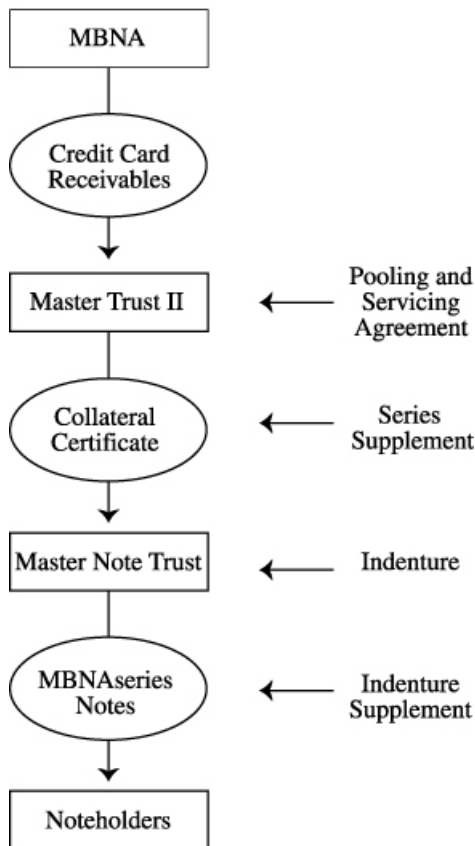 MBNA
Credit Card
Receivables
Master Trust II
Pooling and
Servicing
Agreement
Collateral
Certificate
Series
Supplement
Master Note Trust
Indenture
MBNAseries
Notes
Indenture
Supplement
Noteholders